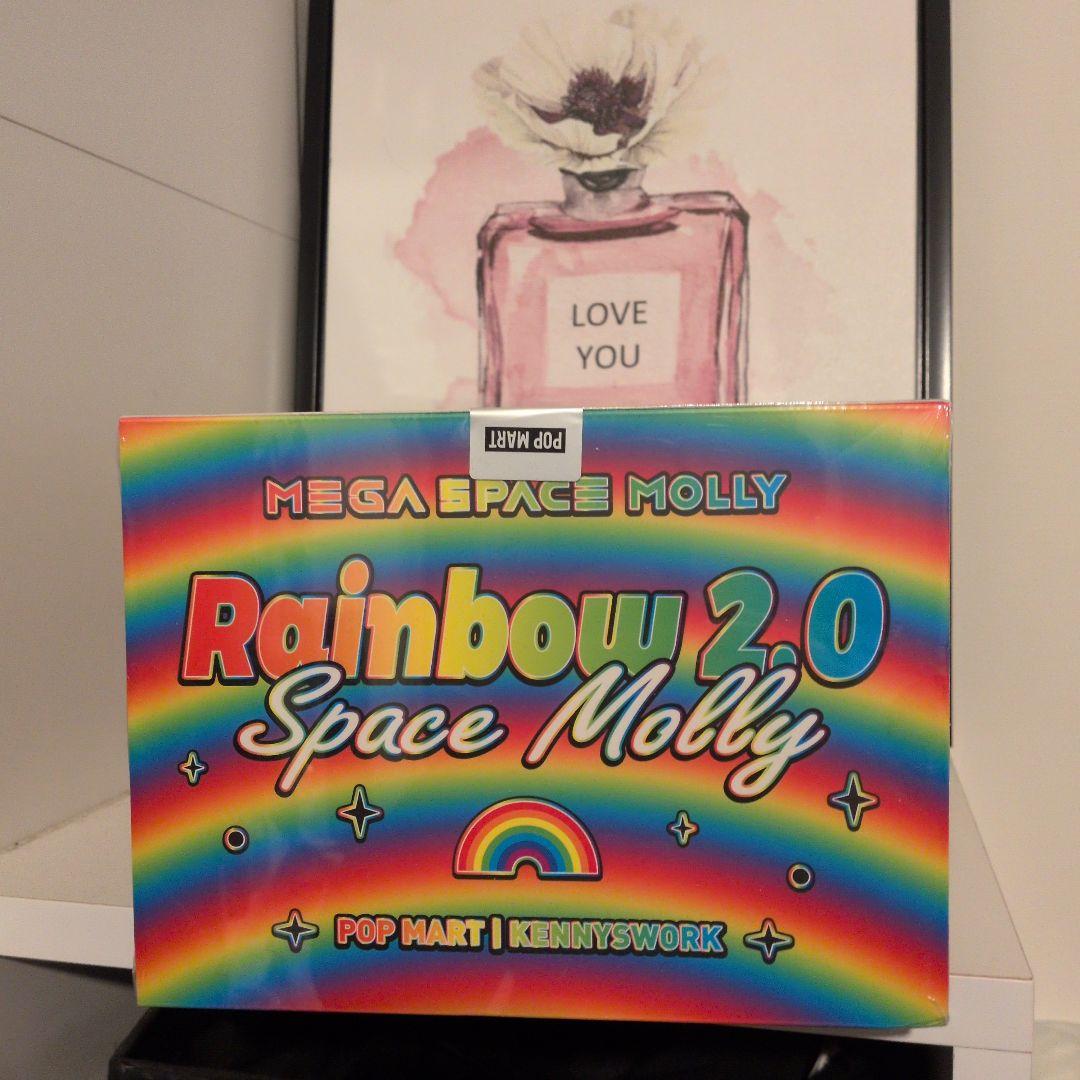 LOVE
YOU
POP MART
MEGA SPACE MOLLY
Rainbow 2.0
Space Molly
POP MART | KENNYSWORK